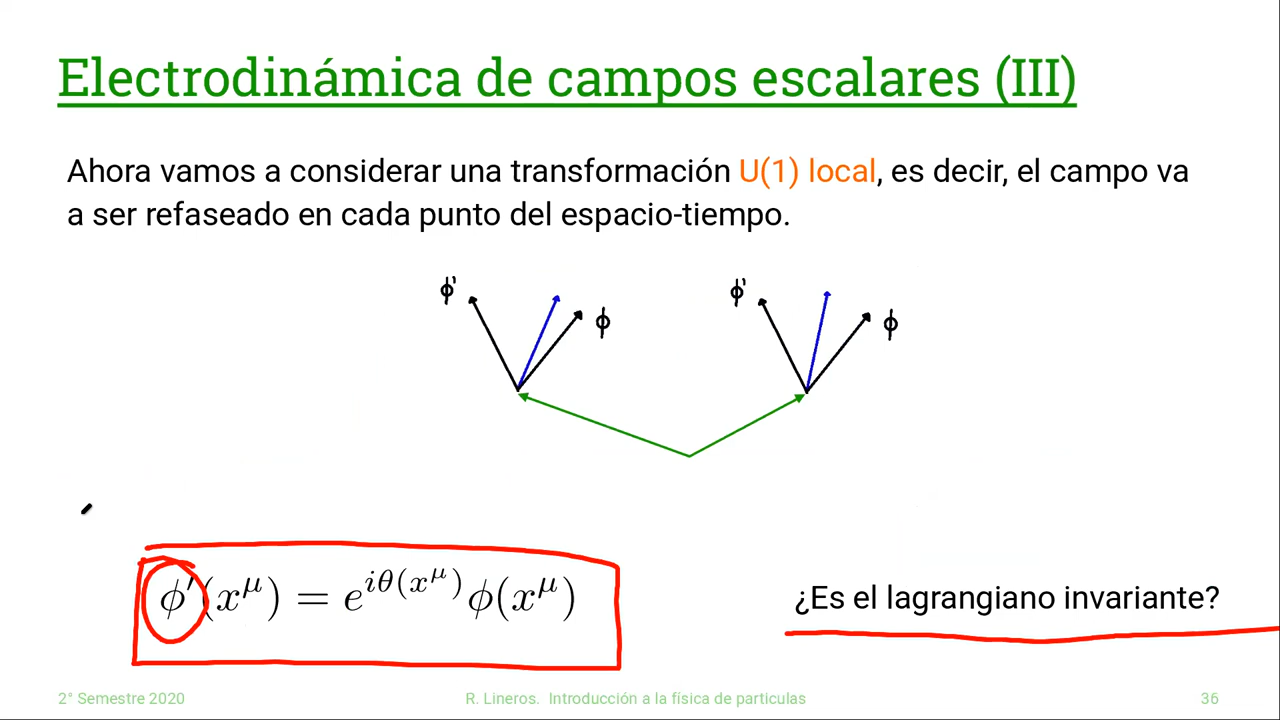 Electrodinámica de campos escalares (III)
Ahora vamos a considerar una transformación U(1) local, es decir, el campo va
a ser refaseado en cada punto del espacio-tiempo.
ϕ' ϕ ϕ' ϕ
ϕ′(x^μ) = e^{iθ(x^μ)}ϕ(x^μ)
¿Es el lagrangiano invariante?
2° Semestre 2020
R. Lineros. Introducción a la física de particulas
36